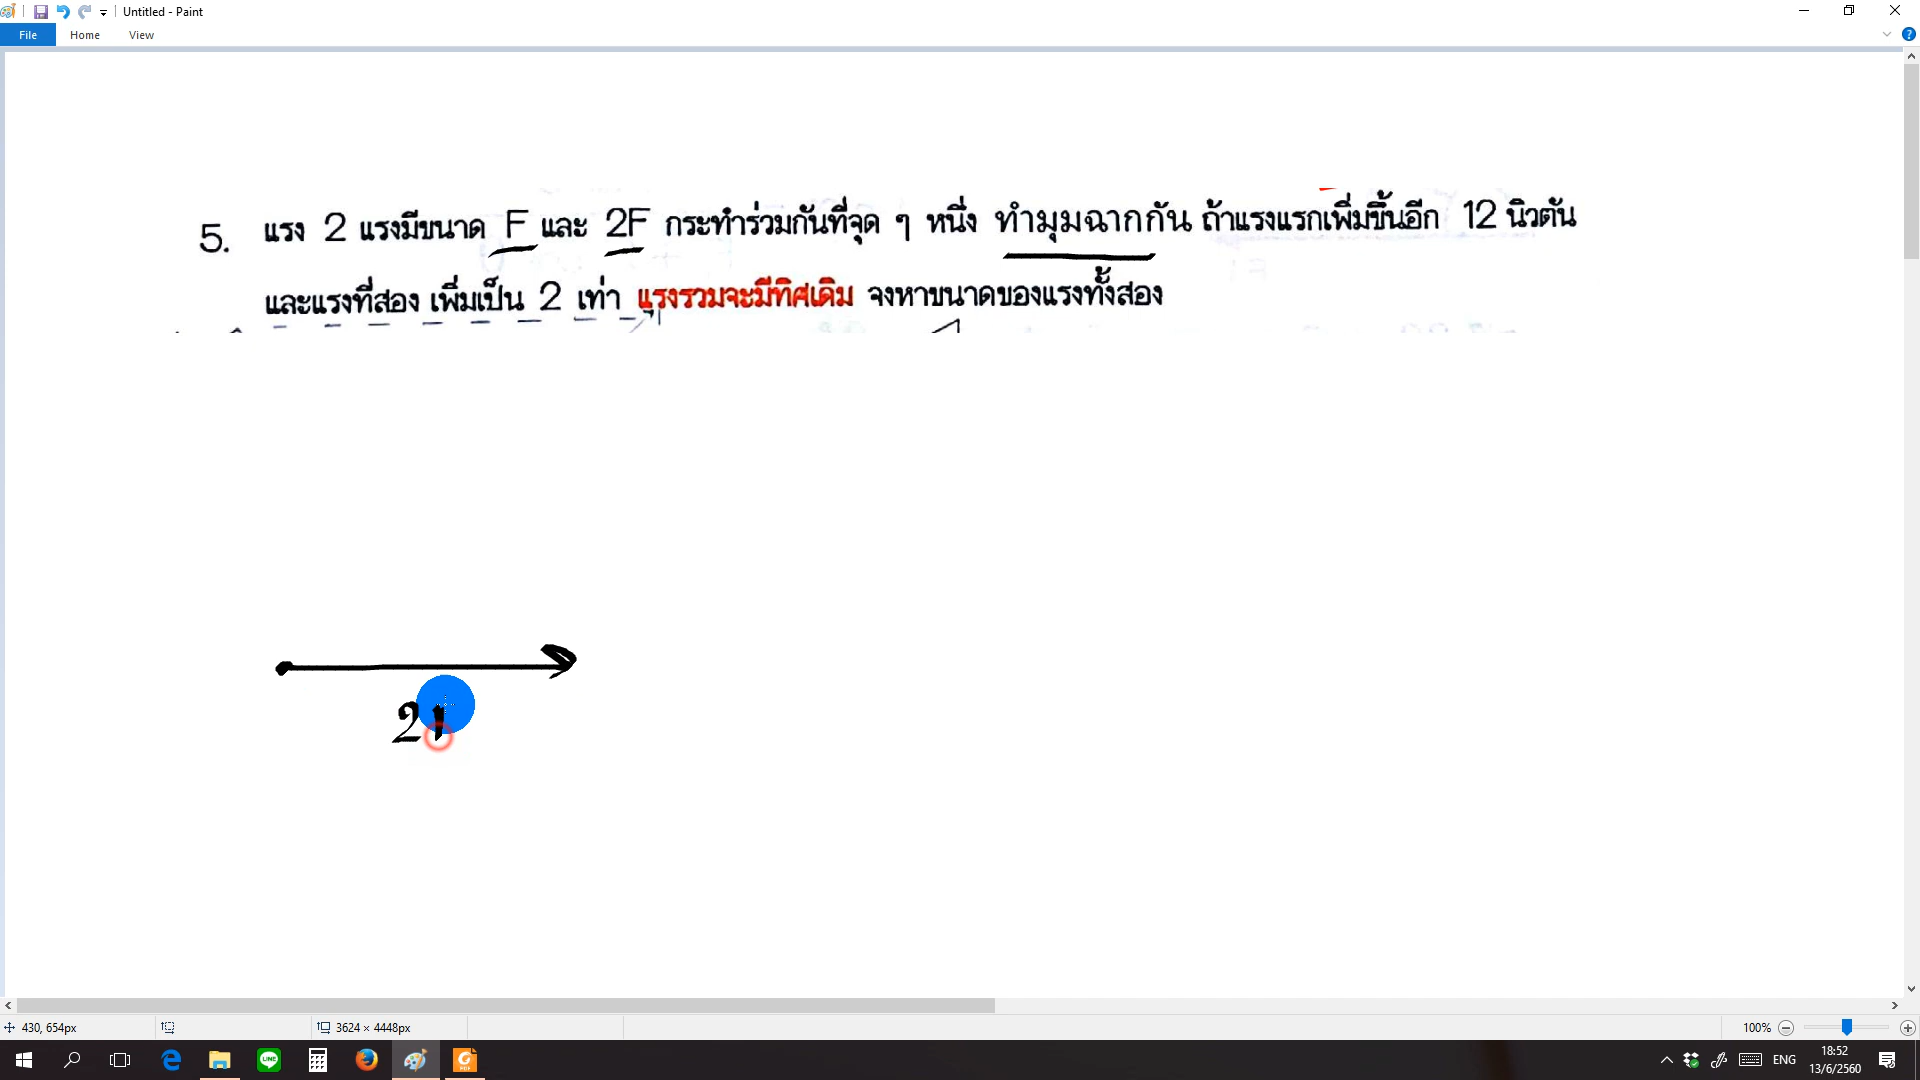 Untitled - Paint
File Home View
5. แรง 2 แรงมีขนาด F และ 2F กระทำร่วมกันที่จุด ๆ หนึ่ง ทำมุมฉากกัน ถ้าแรงแรกเพิ่มขึ้นอีก 12 นิวตัน
และแรงที่สอง เพิ่มเป็น 2 เท่า แรงรวมจะมีทิศเดิม จงหาขนาดของแรงทั้งสอง
2
430, 654px 3624 × 4448px 100%
LINE PDF ENG 18:52
13/6/2560